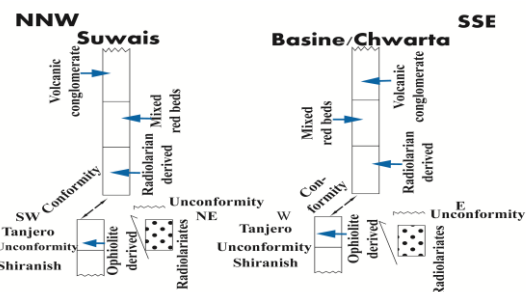 NNW
SSE
Suwais
Basine/Chwarta
Volcanic
conglomerate
Mixed
red beds
Radiolarian
derived
Conformity
SW
Tanjero
Unconformity
Shiranish
Ophiolite
derived
Unconformity
NE
Radiolariates
Volcanic
conglomerate
Mixed
red beds
Radiolarian
derived
Con-
formity
W
Tanjero
Unconformity
Shiranish
Ophiolite
derived
E
Unconformity
Radiolariates